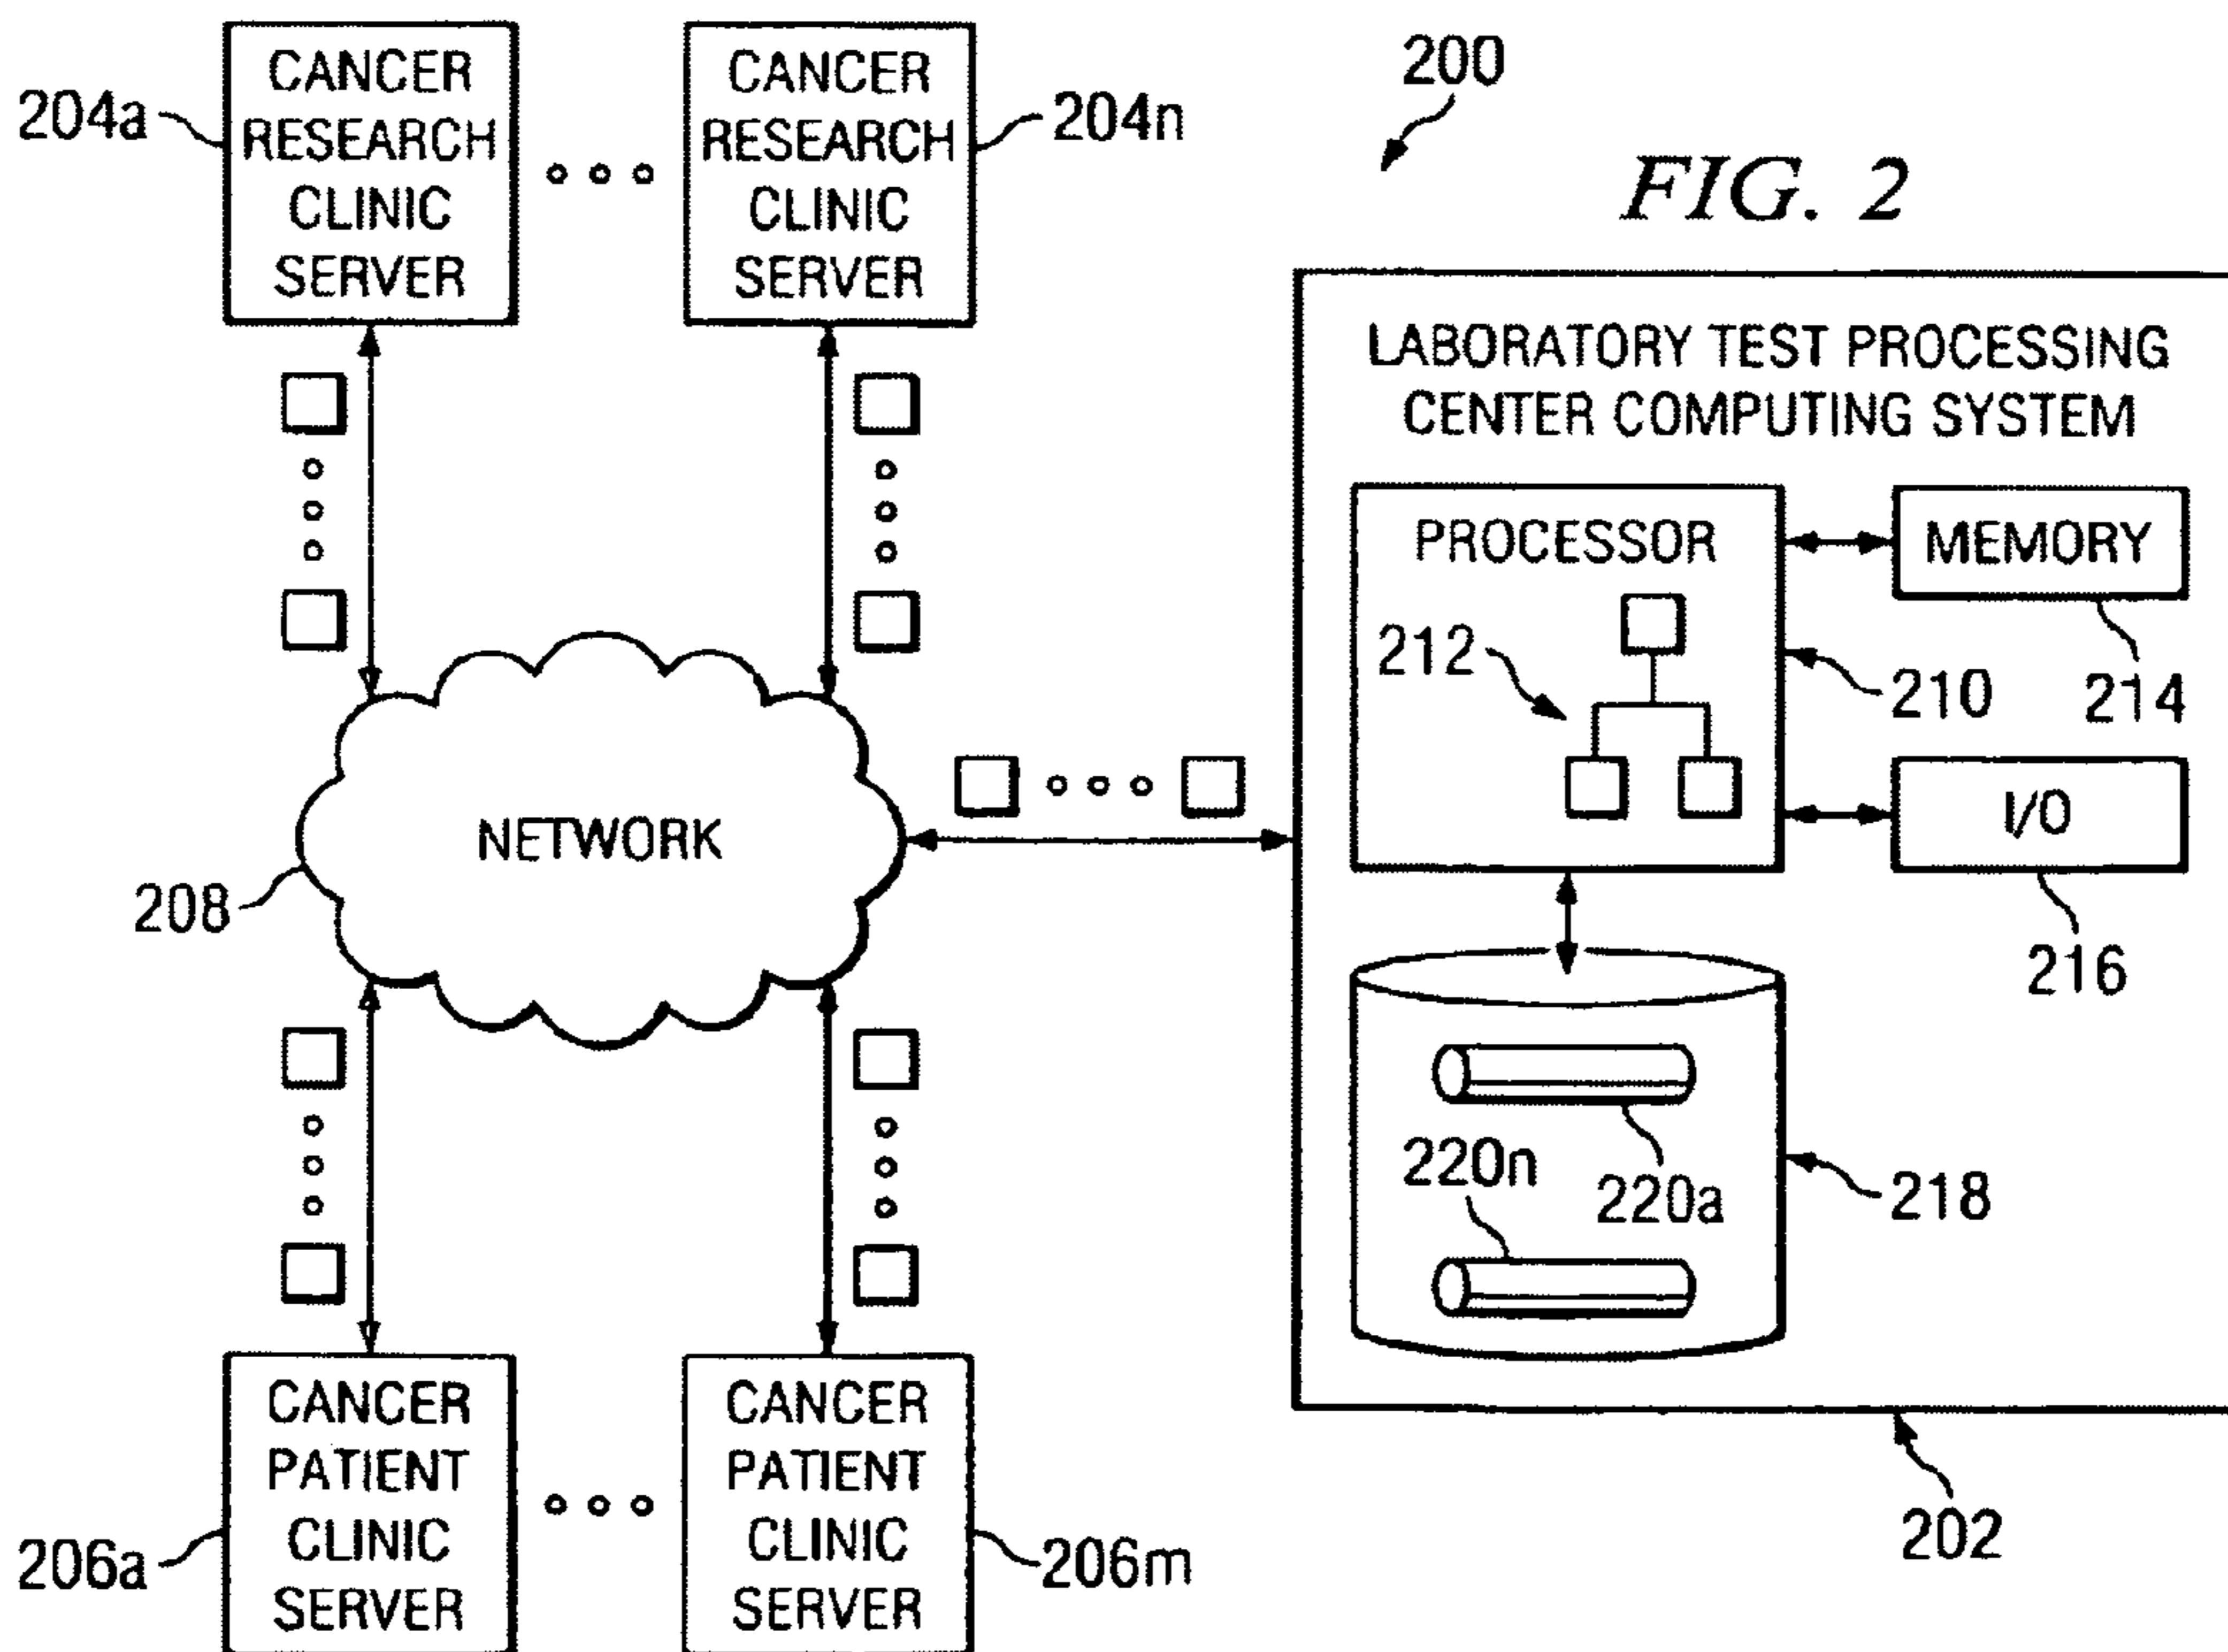 200
FIG. 2
204a
CANCER
RESEARCH
CLINIC
SERVER
CANCER
RESEARCH
CLINIC
SERVER
204n
LABORATORY TEST PROCESSING
CENTER COMPUTING SYSTEM
PROCESSOR
MEMORY
212
210
214
I/O
216
NETWORK
208
220n
220a
218
202
206a
CANCER
PATIENT
CLINIC
SERVER
CANCER
PATIENT
CLINIC
SERVER
206m